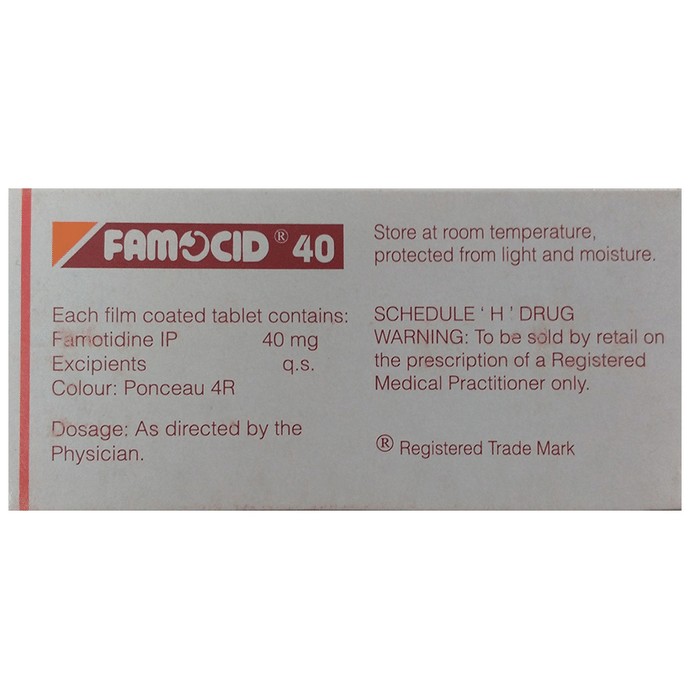 FAMOCID® 40
Each film coated tablet contains:
Famotidine IP 40 mg
Excipients q.s.
Colour: Ponceau 4R
Dosage: As directed by the
Physician.
Store at room temperature,
protected from light and moisture.
SCHEDULE ' H ' DRUG
WARNING: To be sold by retail on
the prescription of a Registered
Medical Practitioner only.
® Registered Trade Mark